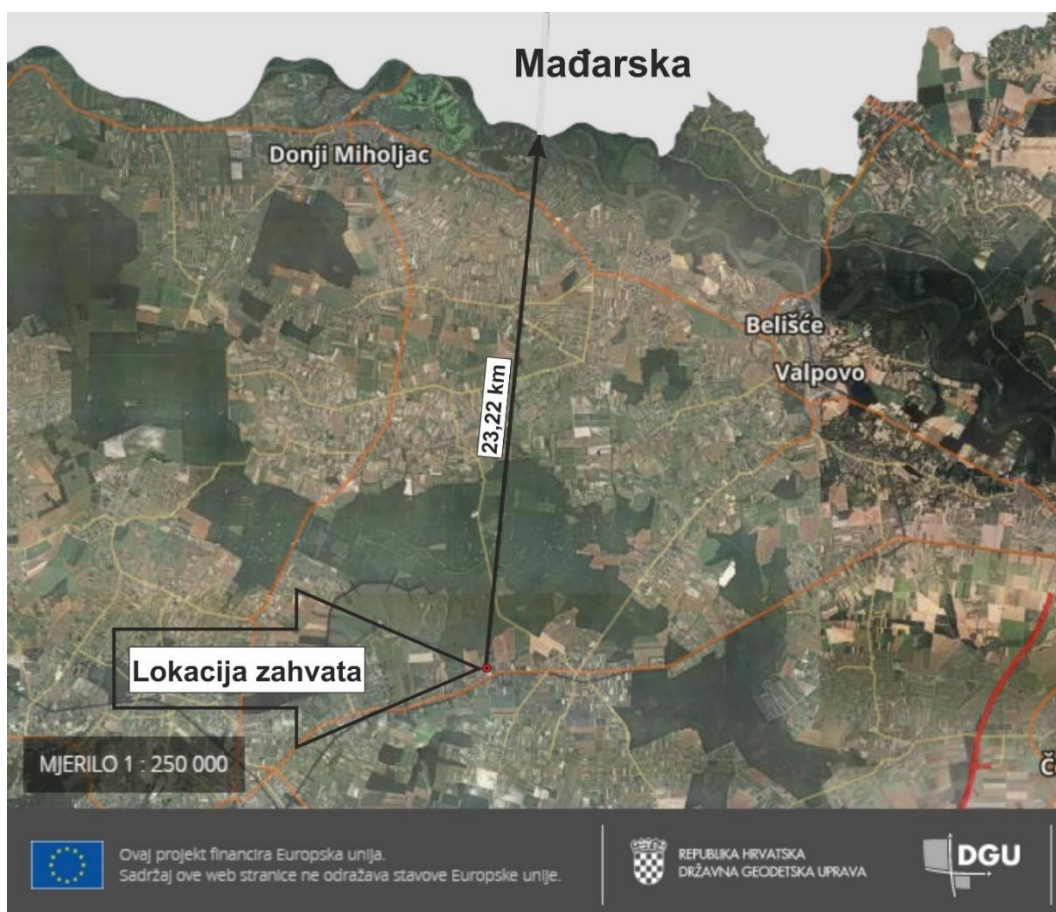 Mađarska
Donji Miholjac
Belišće
Valpovo
23,22 km
Lokacija zahvata
MJERILO 1 : 250 000
Č
Ovaj projekt financira Europska unija.
Sadržaj ove web stranice ne odražava stavove Europske unije.
REPUBLIKA HRVATSKA
DRŽAVNA GEODETSKA UPRAVA
DGU